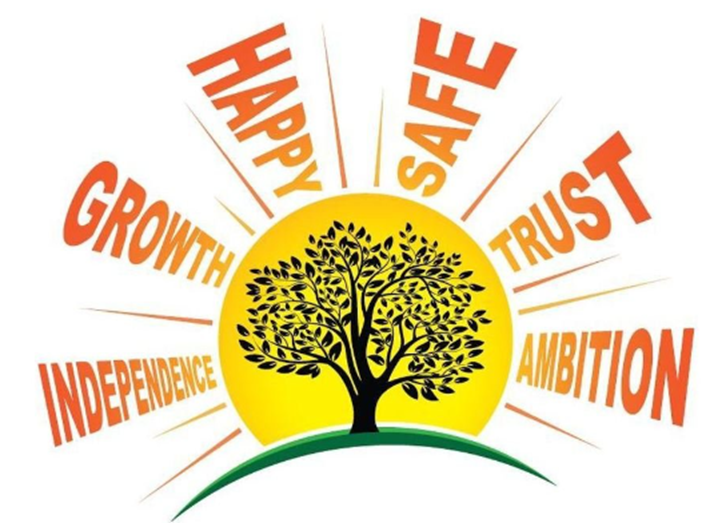 INDEPENDENCE
GROWTH
HAPPY
SAFE
TRUST
AMBITION